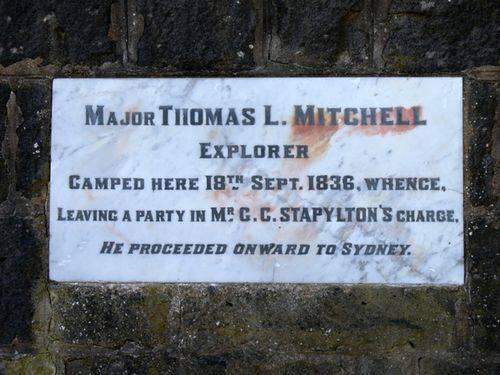 MAJOR THOMAS L. MITCHELL
EXPLORER
CAMPED HERE 18TH SEPT. 1836, WHENCE,
LEAVING A PARTY IN MR G. C. STAPYLTON'S CHARGE,
HE PROCEEDED ONWARD TO SYDNEY.